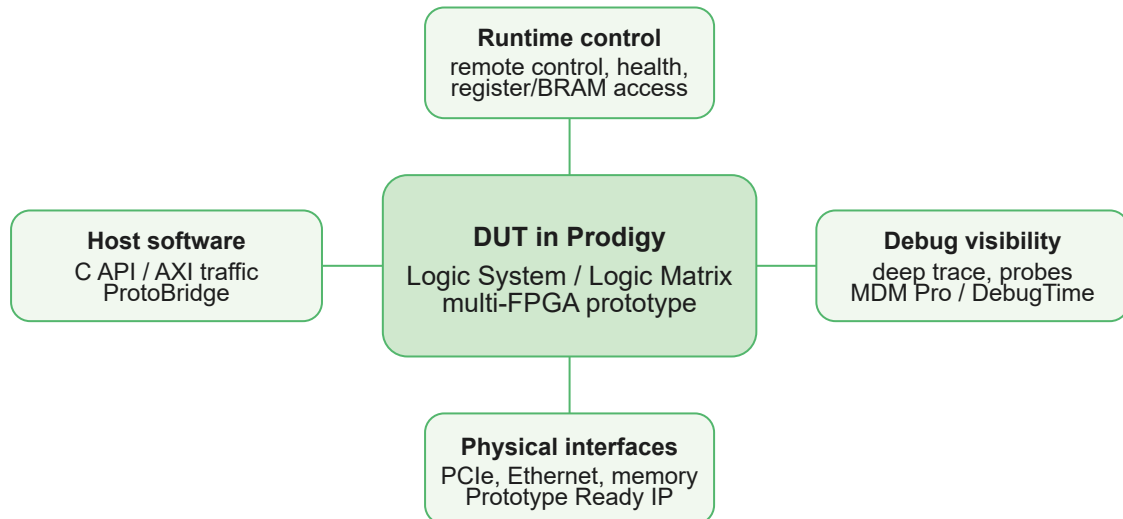 Runtime control
remote control, health,
register/BRAM access
Host software
C API / AXI traffic
ProtoBridge
DUT in Prodigy
Logic System / Logic Matrix
multi-FPGA prototype
Debug visibility
deep trace, probes
MDM Pro / DebugTime
Physical interfaces
PCIe, Ethernet, memory
Prototype Ready IP